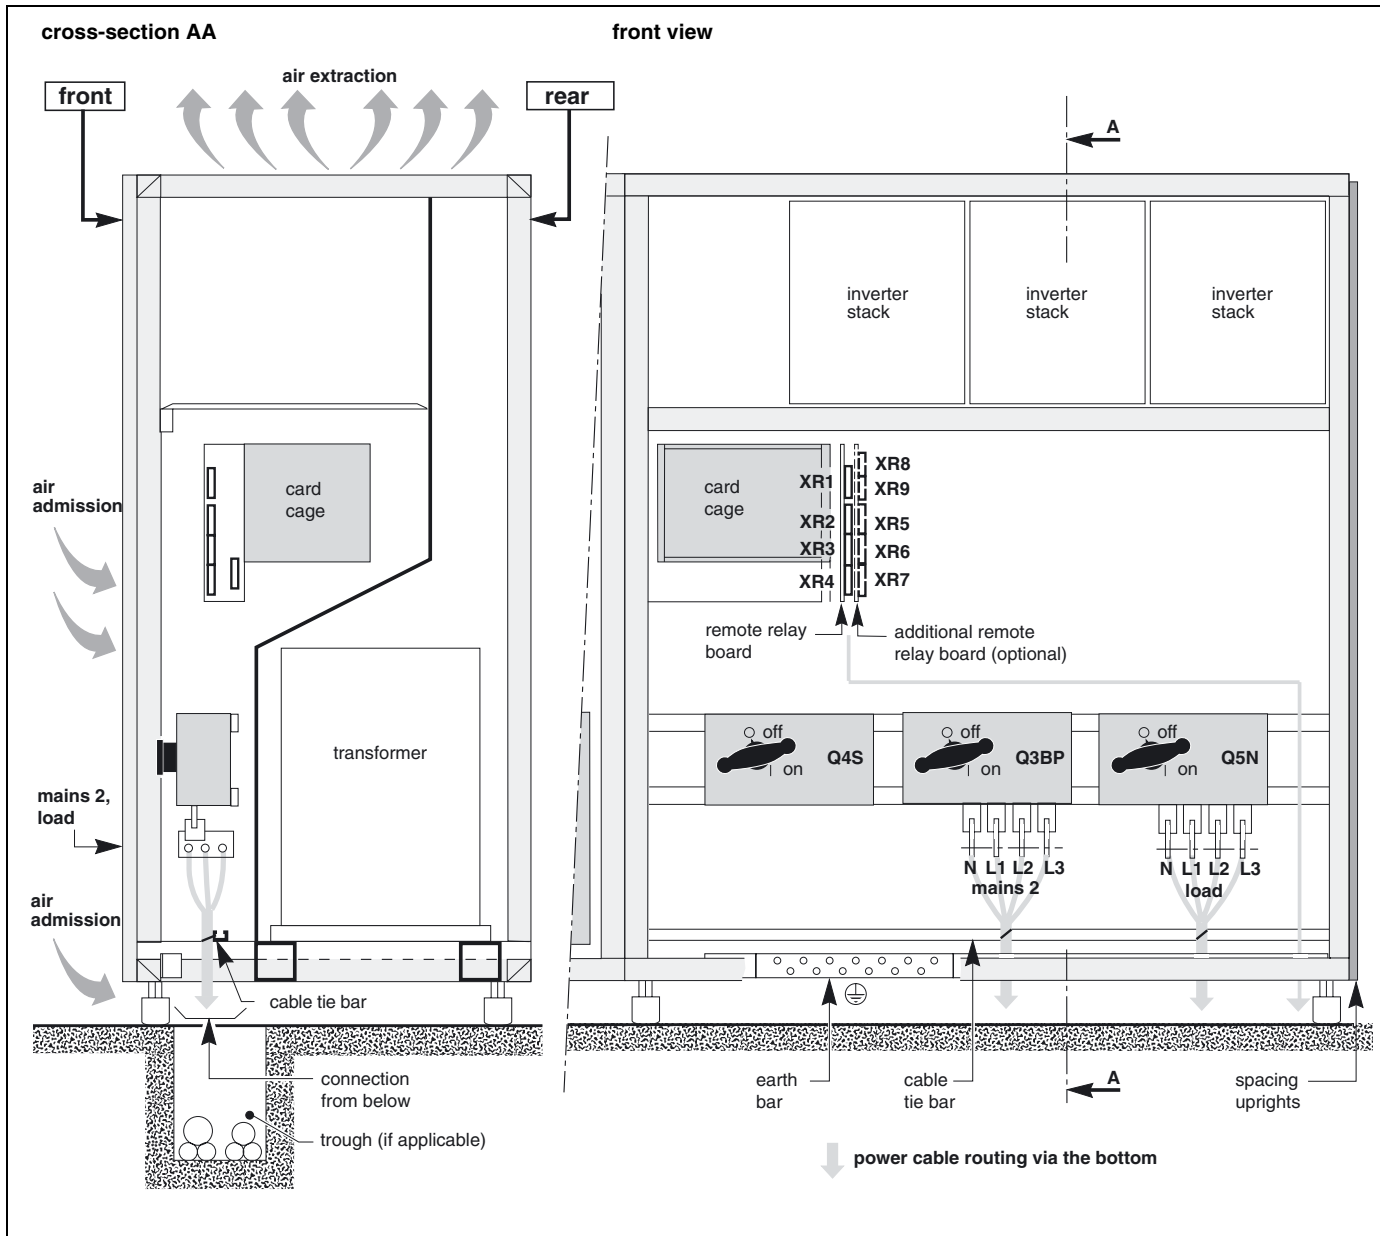 cross-section AA
front view
air extraction
front
rear
A
inverter
stack
inverter
stack
inverter
stack
air
admission
card
cage
card
cage
XR1
XR2
XR3
XR4
XR8
XR9
XR5
XR6
XR7
remote relay
board
additional remote
relay board (optional)
transformer
off
on
Q4S
off
on
Q3BP
off
on
Q5N
mains 2,
load
N L1 L2 L3
mains 2
N L1 L2 L3
load
air
admission
cable tie bar
connection
from below
trough (if applicable)
earth
bar
cable
tie bar
A
spacing
uprights
power cable routing via the bottom